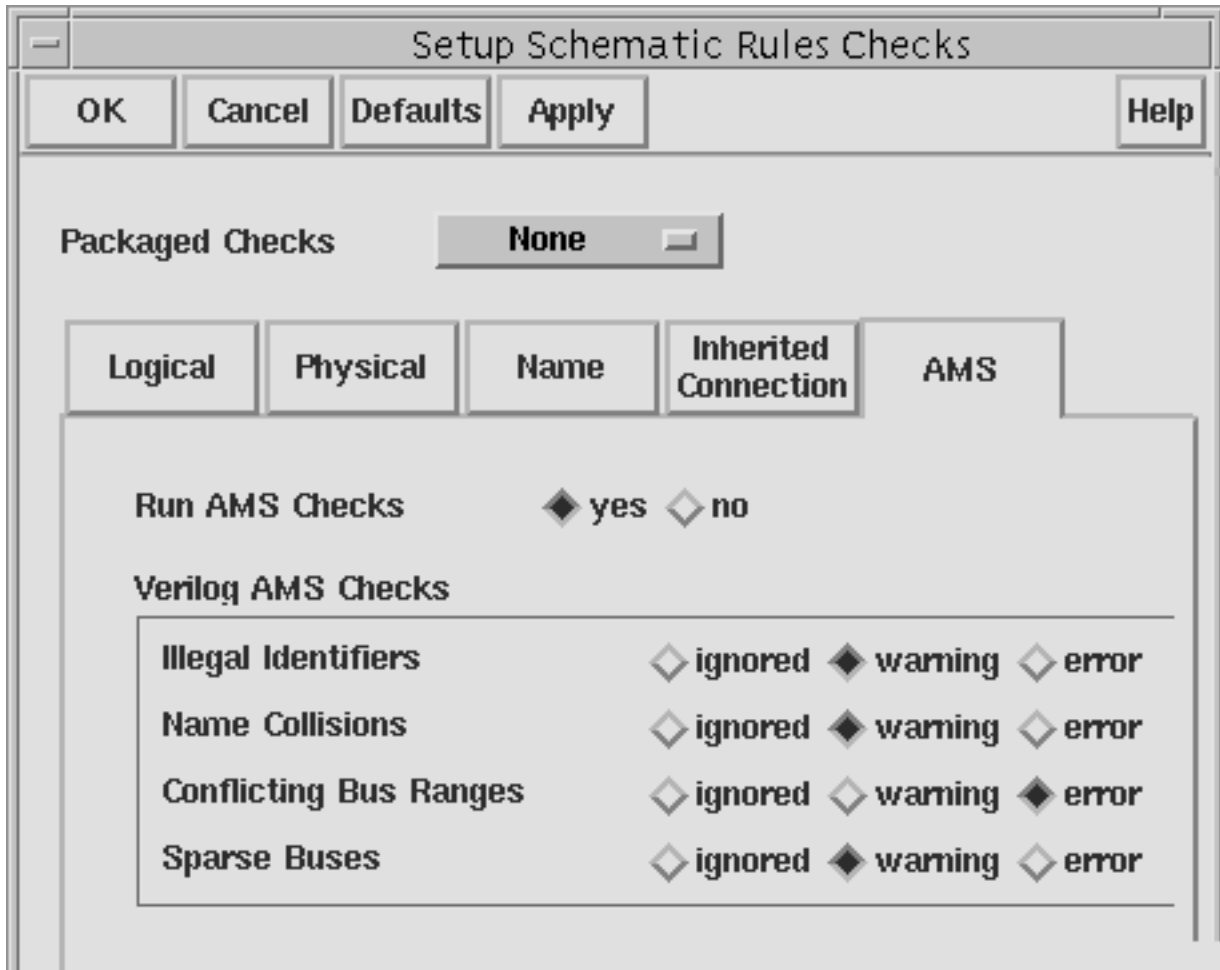 Setup Schematic Rules Checks
OK Cancel Defaults Apply Help
Packaged Checks None
Logical Physical Name Inherited Connection AMS
Run AMS Checks yes no
Verilog AMS Checks
Illegal Identifiers ignored warning error
Name Collisions ignored warning error
Conflicting Bus Ranges ignored warning error
Sparse Buses ignored warning error